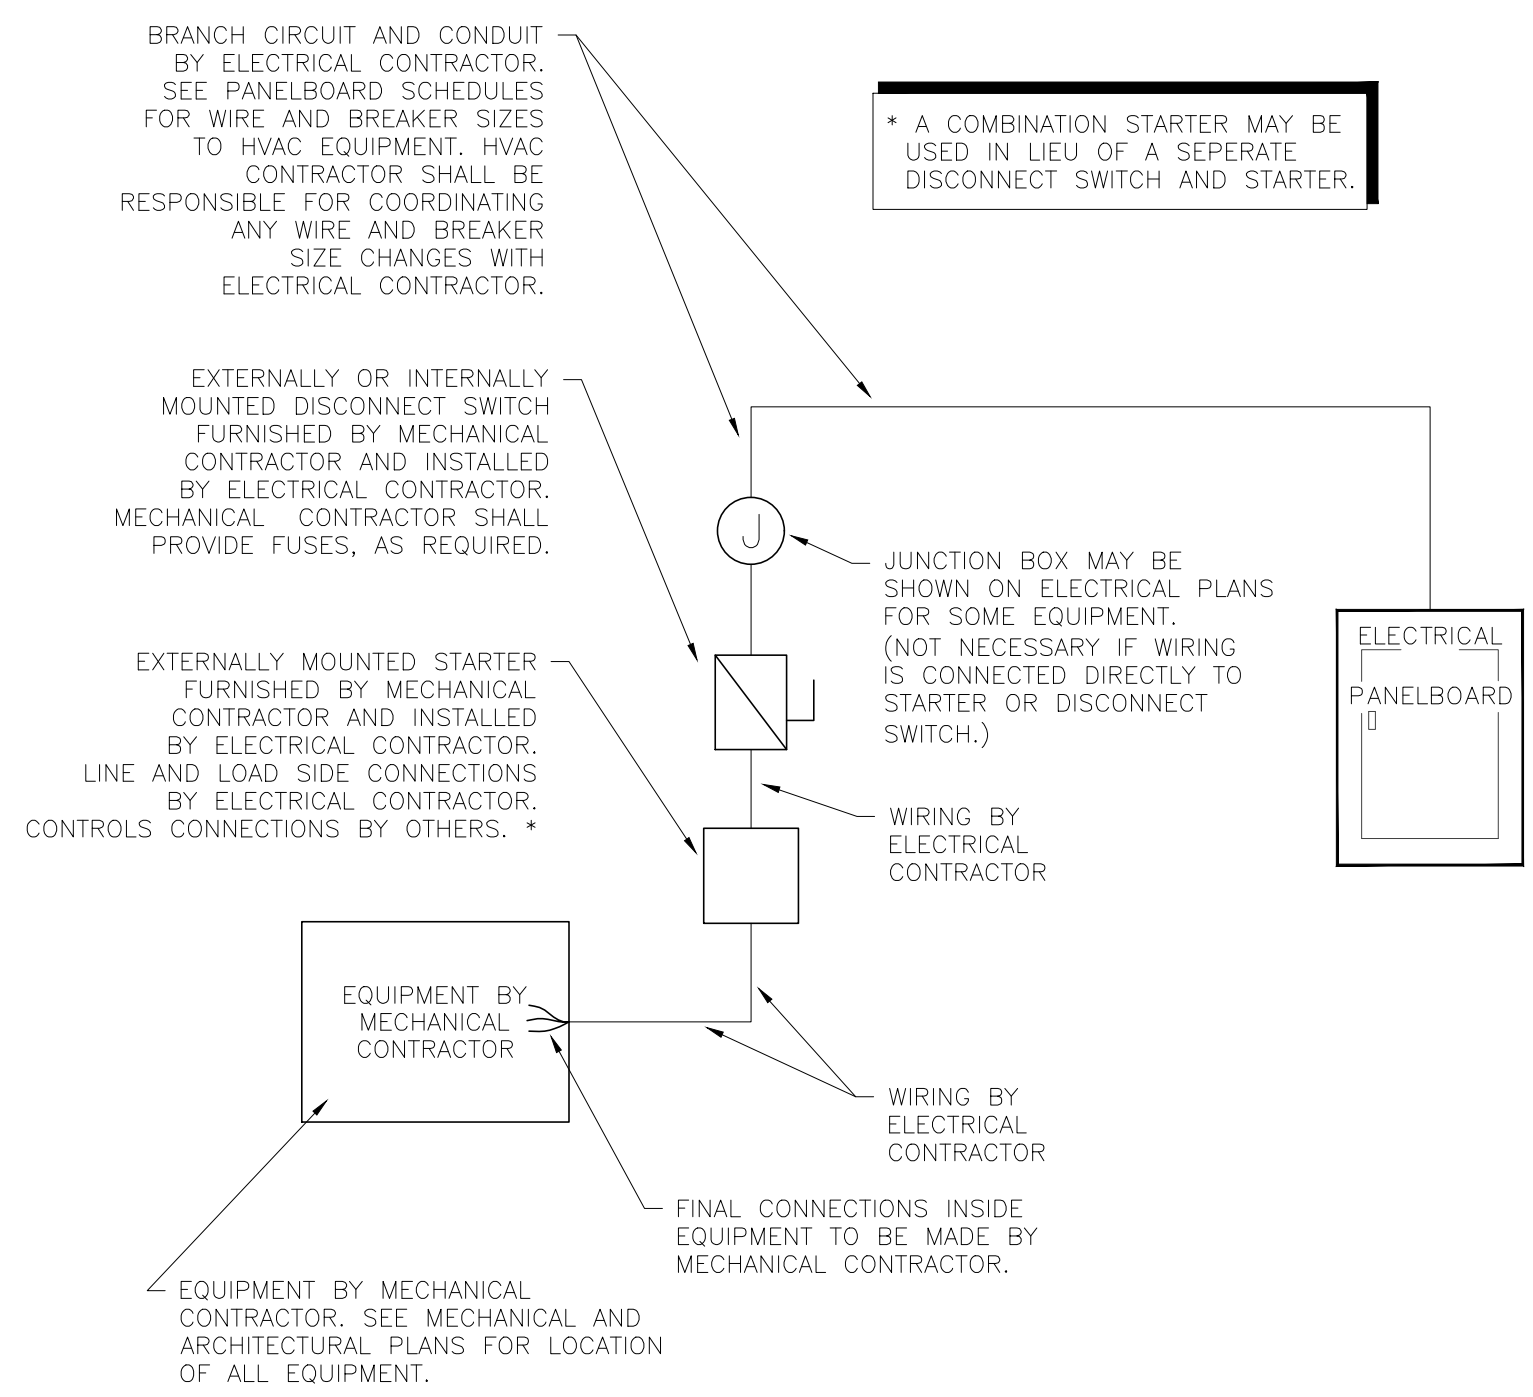 BRANCH CIRCUIT AND CONDUIT
BY ELECTRICAL CONTRACTOR.
SEE PANELBOARD SCHEDULES
FOR WIRE AND BREAKER SIZES
TO HVAC EQUIPMENT. HVAC
CONTRACTOR SHALL BE
RESPONSIBLE FOR COORDINATING
ANY WIRE AND BREAKER
SIZE CHANGES WITH
ELECTRICAL CONTRACTOR.
* A COMBINATION STARTER MAY BE
USED IN LIEU OF A SEPERATE
DISCONNECT SWITCH AND STARTER.
EXTERNALLY OR INTERNALLY
MOUNTED DISCONNECT SWITCH
FURNISHED BY MECHANICAL
CONTRACTOR AND INSTALLED
BY ELECTRICAL CONTRACTOR.
MECHANICAL CONTRACTOR SHALL
PROVIDE FUSES, AS REQUIRED.
J
JUNCTION BOX MAY BE
SHOWN ON ELECTRICAL PLANS
FOR SOME EQUIPMENT.
(NOT NECESSARY IF WIRING
IS CONNECTED DIRECTLY TO
STARTER OR DISCONNECT
SWITCH.)
ELECTRICAL
PANELBOARD
EXTERNALLY MOUNTED STARTER
FURNISHED BY MECHANICAL
CONTRACTOR AND INSTALLED
BY ELECTRICAL CONTRACTOR.
LINE AND LOAD SIDE CONNECTIONS
BY ELECTRICAL CONTRACTOR.
CONTROLS CONNECTIONS BY OTHERS. *
WIRING BY
ELECTRICAL
CONTRACTOR
EQUIPMENT BY
MECHANICAL
CONTRACTOR
WIRING BY
ELECTRICAL
CONTRACTOR
FINAL CONNECTIONS INSIDE
EQUIPMENT TO BE MADE BY
MECHANICAL CONTRACTOR.
EQUIPMENT BY MECHANICAL
CONTRACTOR. SEE MECHANICAL AND
ARCHITECTURAL PLANS FOR LOCATION
OF ALL EQUIPMENT.